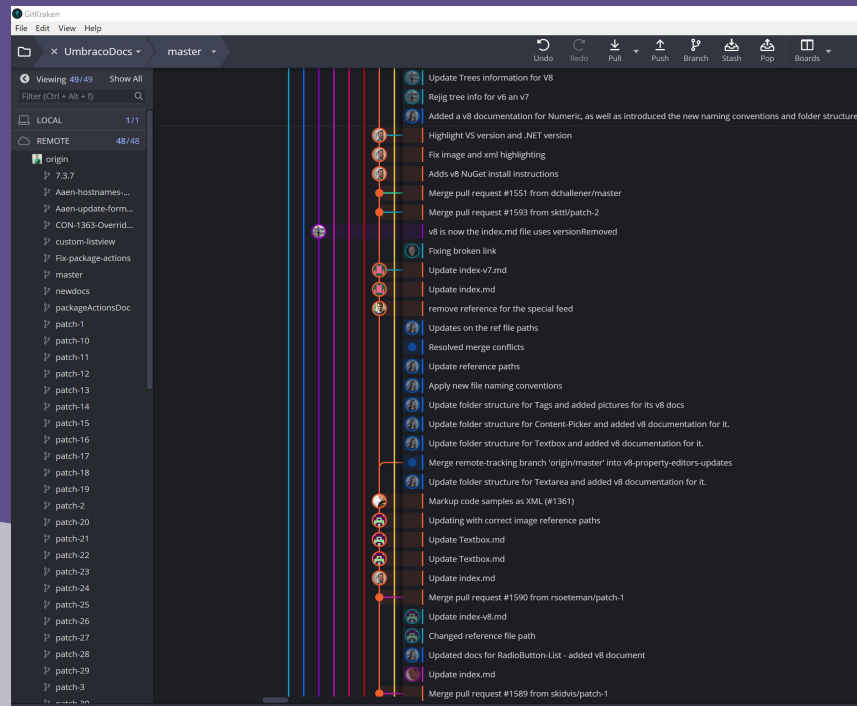 GitKraken
File Edit View Help
UmbracoDocs master
Undo Redo Pull Push Branch Stash Pop Boards
Viewing 49/49 Show All
Filter (Ctrl + Alt + f)
LOCAL 1/1
REMOTE 48/48
origin
7.3.7
Aaen-hostnames-...
Aaen-update-form...
CON-1363-Overrid...
custom-listview
Fix-package-actions
master
newdocs
packageActionsDoc
patch-1
patch-10
patch-11
patch-12
patch-13
patch-14
patch-15
patch-16
patch-17
patch-18
patch-19
patch-2
patch-20
patch-21
patch-22
patch-23
patch-24
patch-25
patch-26
patch-27
patch-28
patch-29
patch-3
patch-30
Update Trees information for V8
Rejig tree info for v6 an v7
Added a v8 documentation for Numeric, as well as introduced the new naming conventions and folder structure
Highlight VS version and .NET version
Fix image and xml highlighting
Adds v8 NuGet install instructions
Merge pull request #1551 from dchallener/master
Merge pull request #1593 from skttl/patch-2
v8 is now the index.md file uses versionRemoved
Fixing broken link
Update index-v7.md
Update index.md
remove reference for the special feed
Updates on the ref file paths
Resolved merge conflicts
Update reference paths
Apply new file naming conventions
Update folder structure for Tags and added pictures for its v8 docs
Update folder structure for Content-Picker and added v8 documentation for it.
Update folder structure for Textbox and added v8 documentation for it.
Merge remote-tracking branch 'origin/master' into v8-property-editors-updates
Update folder structure for Textarea and added v8 documentation for it.
Markup code samples as XML (#1361)
Updating with correct image reference paths
Update Textbox.md
Update Textbox.md
Update index.md
Merge pull request #1590 from rsoeteman/patch-1
Update index-v8.md
Changed reference file path
Updated docs for RadioButton-List - added v8 document
Update index.md
Merge pull request #1589 from skidvis/patch-1